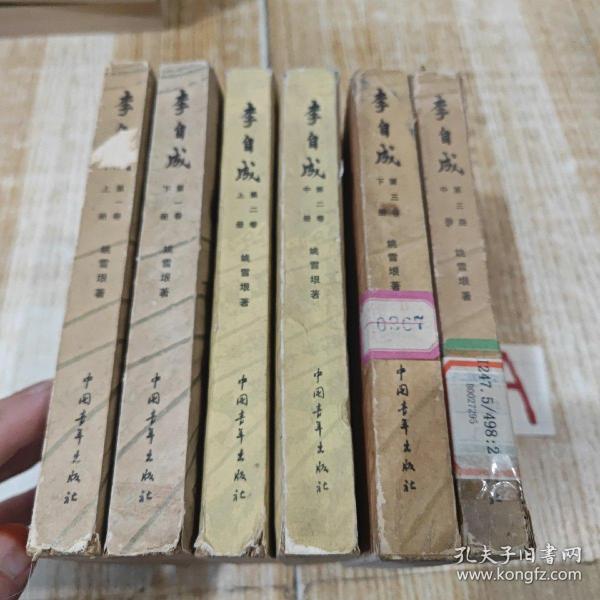 李自
第一卷
上册
姚雪垠著
中国青年出版社
李自成
第一卷
下册
姚雪垠著
中国青年出版社
李自成
第二卷
上册
姚雪垠著
中国青年出版社
李自成
第二卷
中册
姚雪垠著
中国青年出版社
李自成
第三卷
下册
姚雪垠著
0367
中国青年出版社
李自成
第三卷
中册
姚雪垠著
I247.5/498:2
B0027295
A
孔夫子旧书网
www.kongfz.com